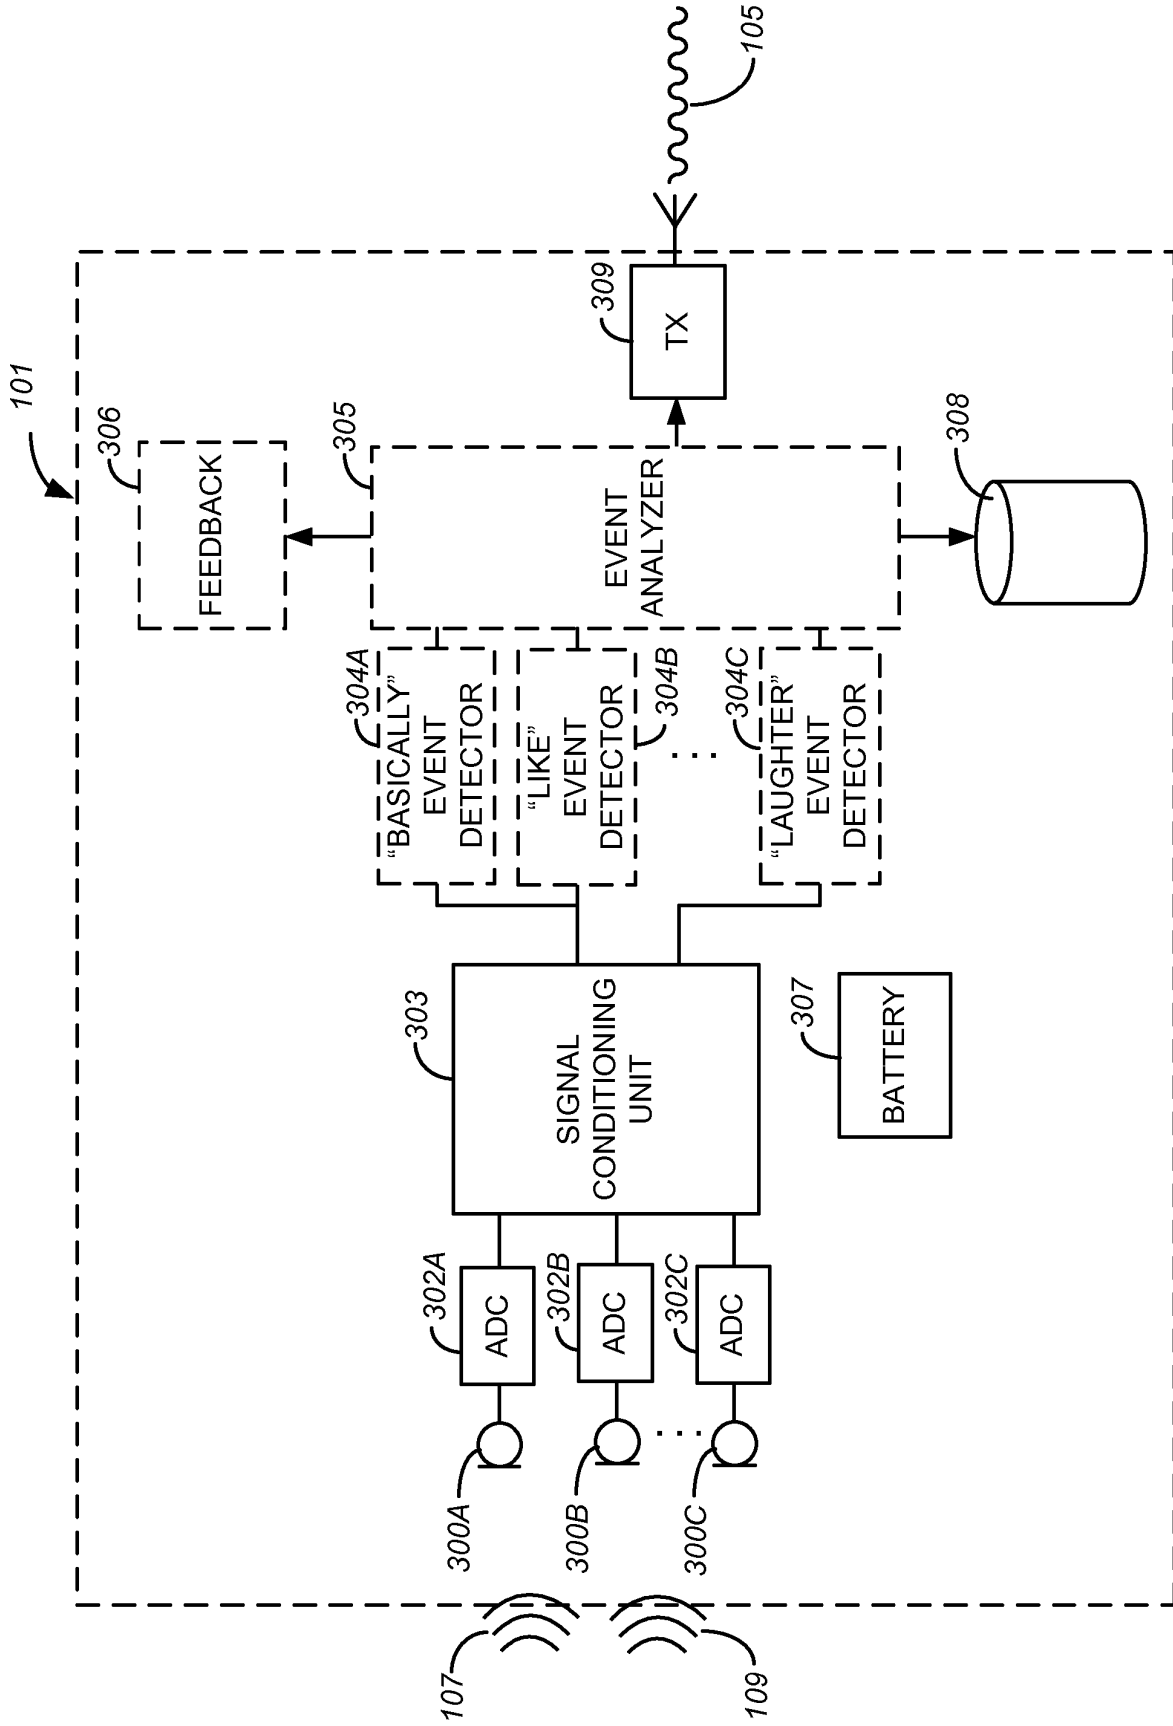 101
107
109
300A
300B
300C
. . .
302A
ADC
302B
ADC
302C
ADC
303
SIGNAL
CONDITIONING
UNIT
307
BATTERY
304A
“BASICALLY”
EVENT
DETECTOR
“LIKE”
EVENT
DETECTOR
304B
. . .
304C
“LAUGHTER”
EVENT
DETECTOR
305
EVENT
ANALYZER
306
FEEDBACK
308
309
TX
105